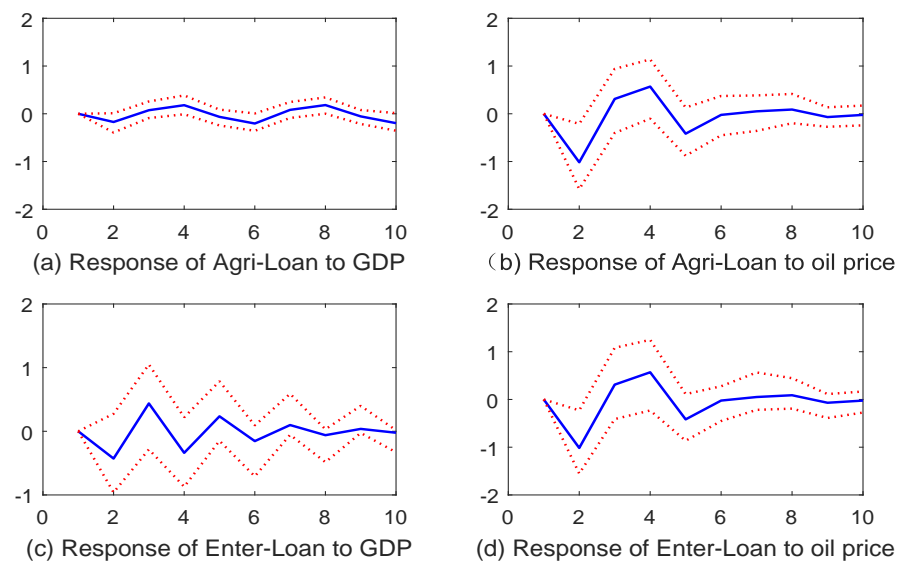 2
1
0
-1
-2
0 2 4 6 8 10
(a) Response of Agri-Loan to GDP
2
1
0
-1
-2
0 2 4 6 8 10
（b) Response of Agri-Loan to oil price
2
1
0
-1
0 2 4 6 8 10
(c) Response of Enter-Loan to GDP
2
1
0
-1
-2
0 2 4 6 8 10
(d) Response of Enter-Loan to oil price